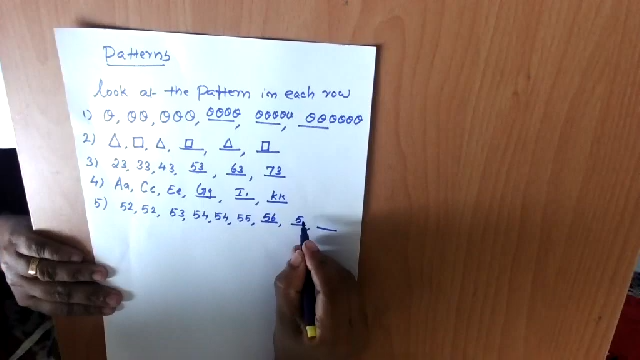 Patterns
Look at the Pattern in each row
1) O, OO, OOO, OOOO, OOOOO, OOOOOO
2) △, □, △, □, △, □
3) 23, 33, 43, 53, 63, 73
4) Aa, Cc, Ee, Gg, Ii, Kk
5) 52, 52, 53, 54, 54, 55, 56, 5